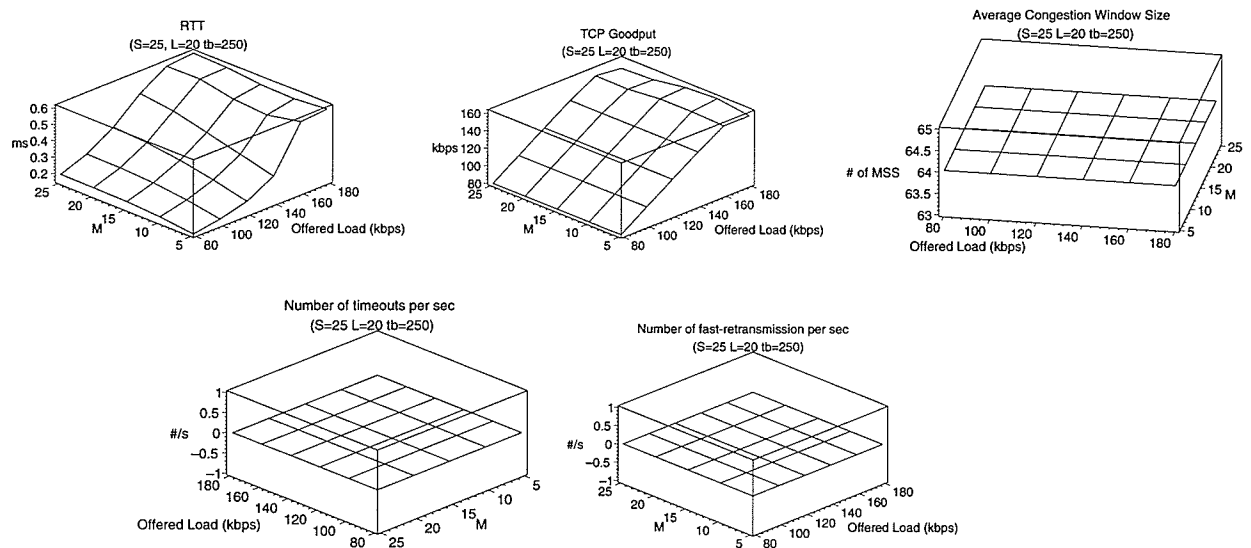 RTT
(S=25, L=20 tb=250)
0.6
0.5
ms 0.4
0.3
0.2
25
20
M 15
10
5
80
100
120
140
160
180
Offered Load (kbps)
TCP Goodput
(S=25 L=20 tb=250)
160
140
kbps 120
100
80
25
20
M 15
10
5
80
100
120
140
160
180
Offered Load (kbps)
Average Congestion Window Size
(S=25 L=20 tb=250)
65
64.5
# of MSS 64
63.5
63
80
100
120
140
160
180
Offered Load (kbps)
5
10
15 M
20
25
Number of timeouts per sec
(S=25 L=20 tb=250)
1
0.5
#/s 0
−0.5
−1
180
160
140
120
100
80
Offered Load (kbps)
25
20
15 M
10
5
Number of fast-retransmission per sec
(S=25 L=20 tb=250)
1
0.5
#/s 0
−0.5
−1
25
20
M 15
10
5
80
100
120
140
160
180
Offered Load (kbps)